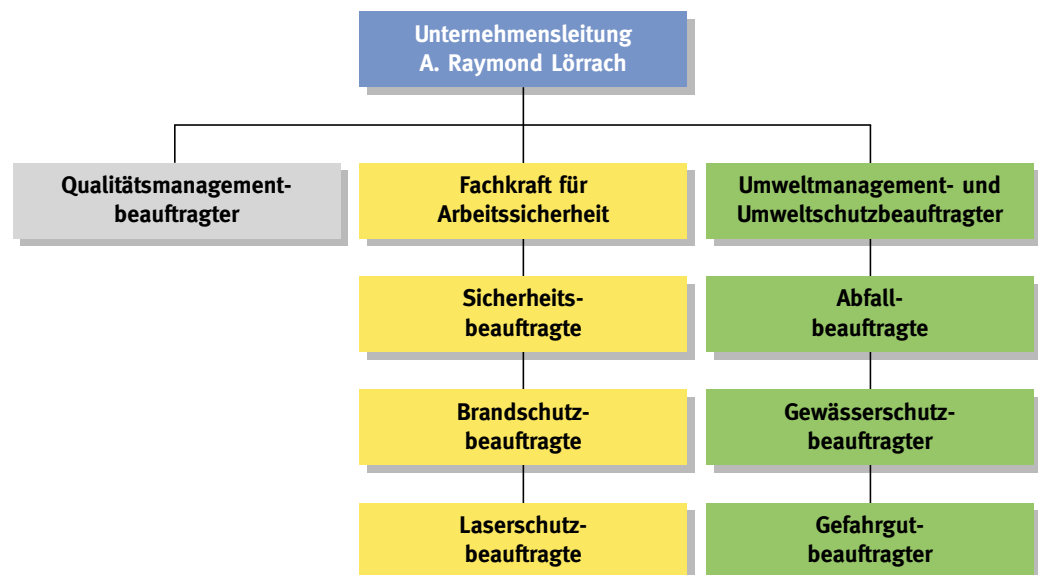 Unternehmensleitung
A. Raymond Lörrach
Qualitätsmanagement-
beauftragter
Fachkraft für
Arbeitssicherheit
Umweltmanagement- und
Umweltschutzbeauftragter
Sicherheits-
beauftragte
Abfall-
beauftragte
Brandschutz-
beauftragte
Gewässerschutz-
beauftragter
Laserschutz-
beauftragte
Gefahrgut-
beauftragter